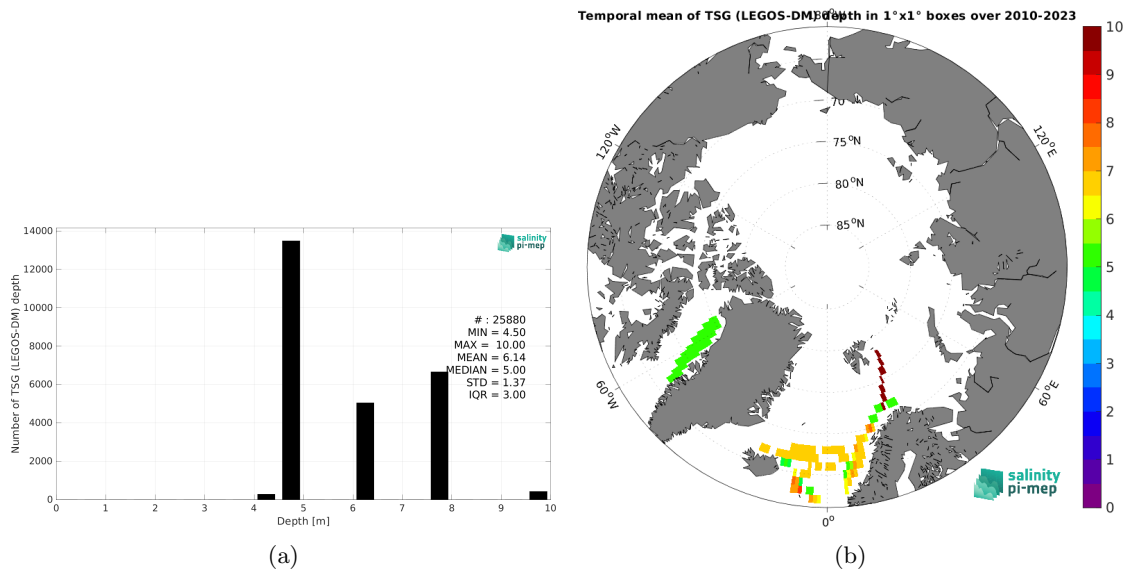 14000
12000
10000
8000
6000
4000
2000
0
Number of TSG (LEGOS-DM) depth
salinity
pi-mep
# : 25880
MIN = 4.50
MAX = 10.00
MEAN = 6.14
MEDIAN = 5.00
STD = 1.37
IQR = 3.00
0 1 2 3 4 5 6 7 8 9 10
Depth [m]
(a)
Temporal mean of TSG (LEGOS-DM) depth in 1°x1° boxes over 2010-2023
180°W
120°W
120°E
70°N
75°N
80°N
85°N
60°W
60°E
0°
10
9
8
7
6
5
4
3
2
1
0
salinity
pi-mep
(b)